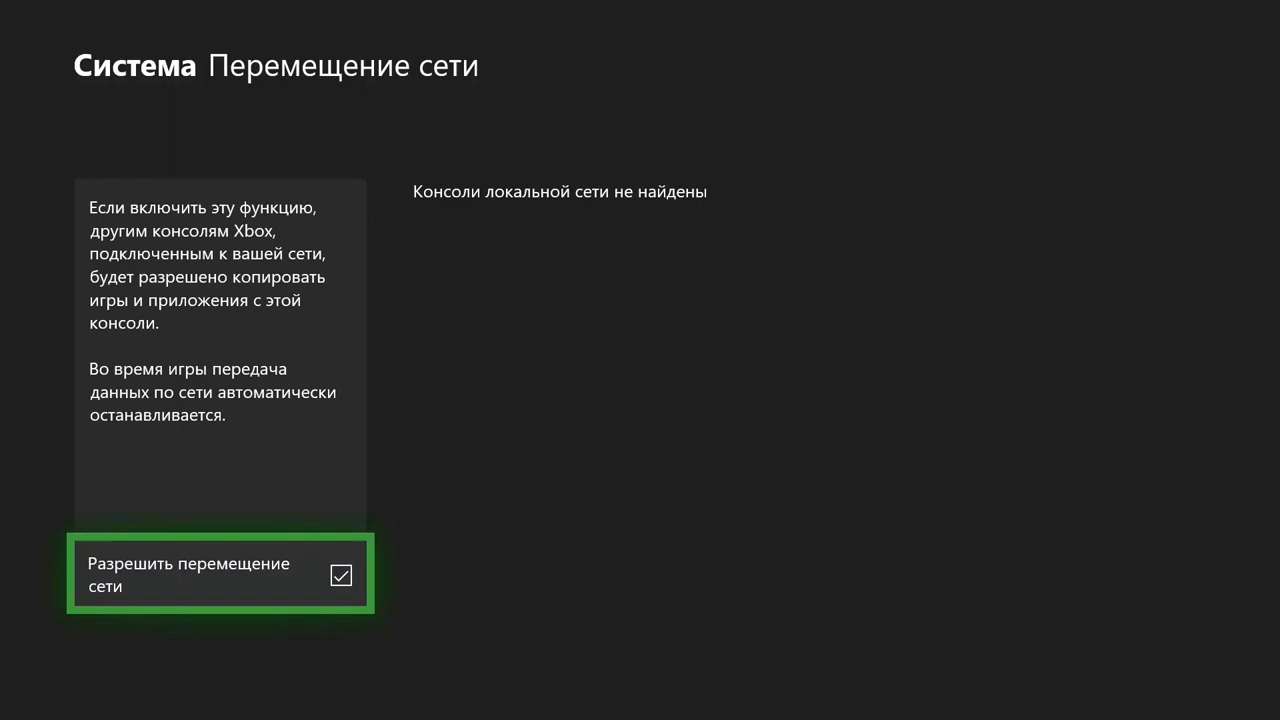 Система Перемещение сети
Если включить эту функцию,
другим консолям Xbox,
подключенным к вашей сети,
будет разрешено копировать
игры и приложения с этой
консоли.
Во время игры передача
данных по сети автоматически
останавливается.
Разрешить перемещение
сети
Консоли локальной сети не найдены